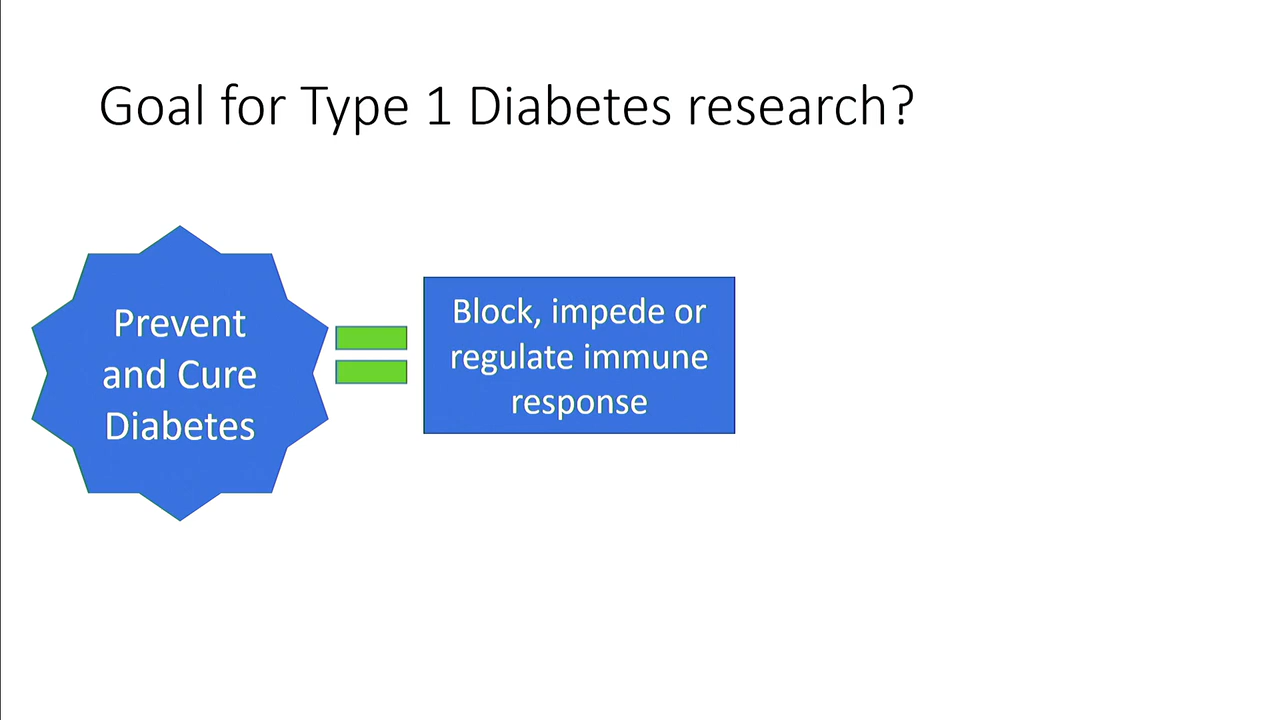 Goal for Type 1 Diabetes research?
Prevent
and Cure
Diabetes
Block, impede or
regulate immune
response